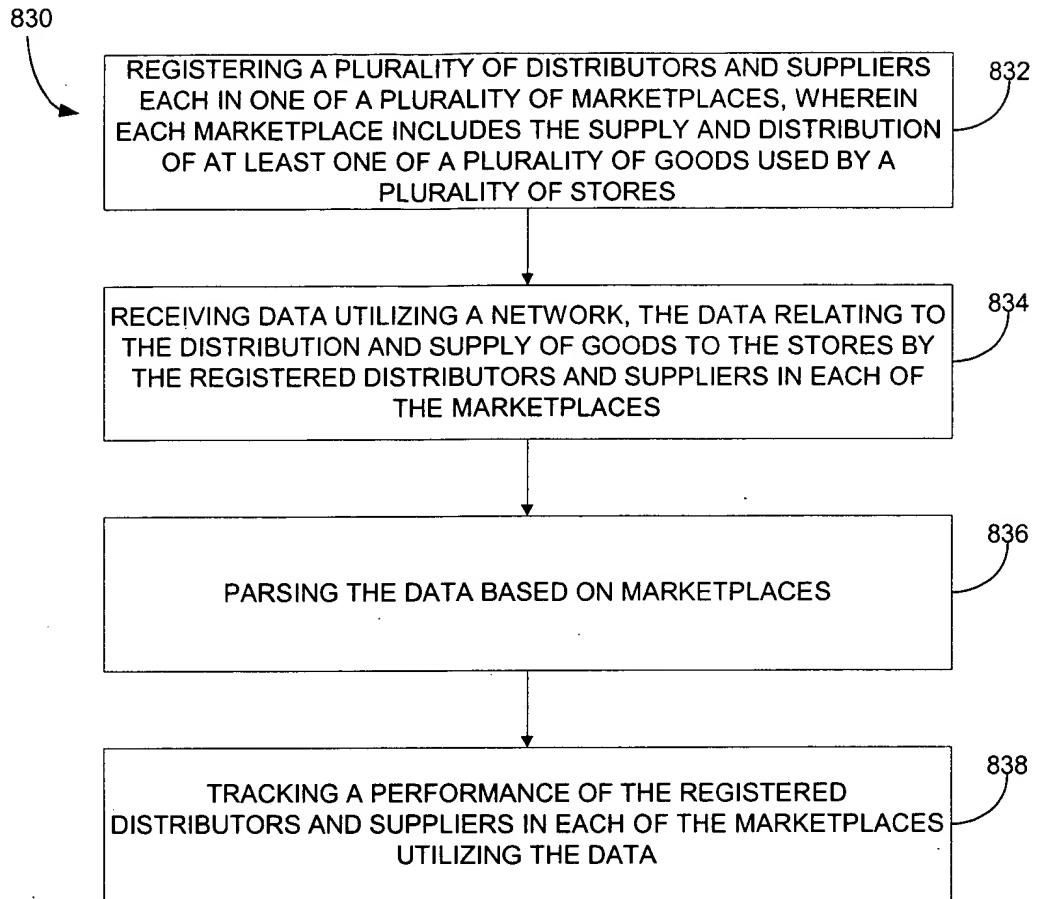 830
REGISTERING A PLURALITY OF DISTRIBUTORS AND SUPPLIERS
EACH IN ONE OF A PLURALITY OF MARKETPLACES, WHEREIN
EACH MARKETPLACE INCLUDES THE SUPPLY AND DISTRIBUTION
OF AT LEAST ONE OF A PLURALITY OF GOODS USED BY A
PLURALITY OF STORES
832
RECEIVING DATA UTILIZING A NETWORK, THE DATA RELATING TO
THE DISTRIBUTION AND SUPPLY OF GOODS TO THE STORES BY
THE REGISTERED DISTRIBUTORS AND SUPPLIERS IN EACH OF
THE MARKETPLACES
834
PARSING THE DATA BASED ON MARKETPLACES
836
TRACKING A PERFORMANCE OF THE REGISTERED
DISTRIBUTORS AND SUPPLIERS IN EACH OF THE MARKETPLACES
UTILIZING THE DATA
838